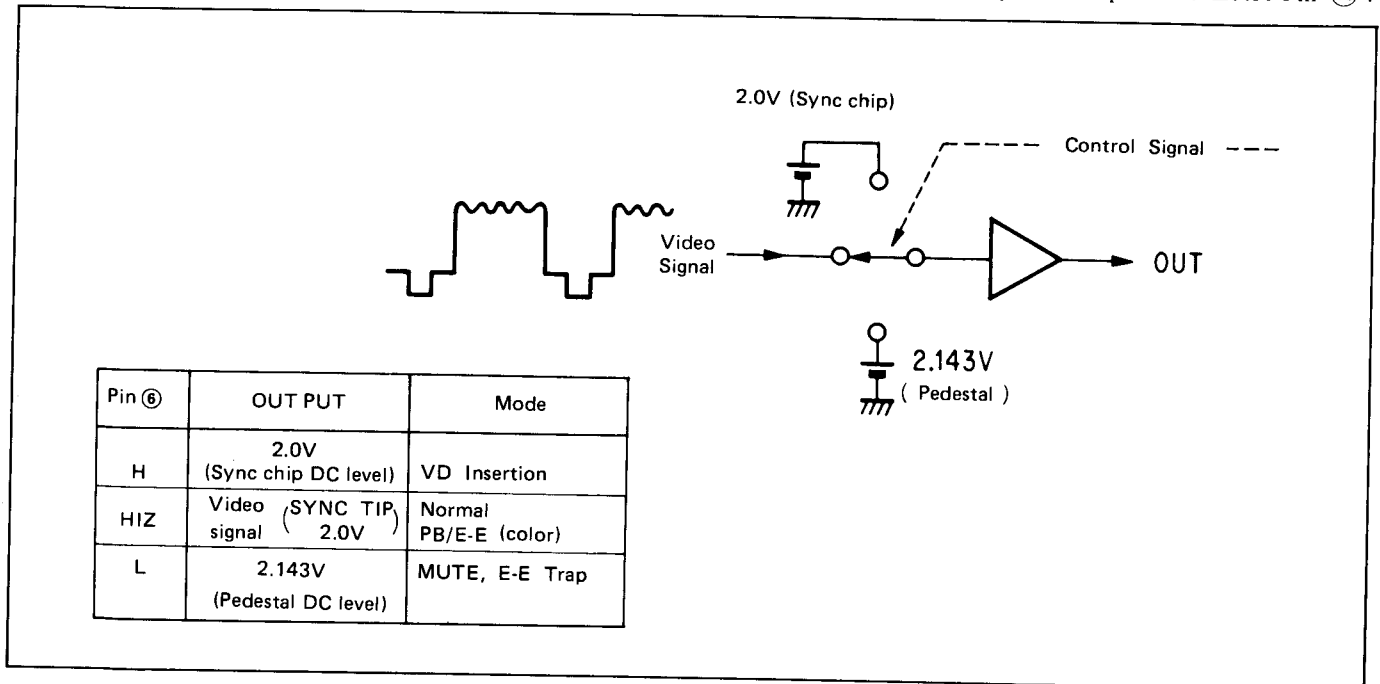 2.0V (Sync chip)
Control Signal
Video
Signal
OUT
2.143V
( Pedestal )
Pin ⑥ OUT PUT Mode
H 2.0V (Sync chip DC level) VD Insertion
HIZ Video signal (SYNC TIP 2.0V) Normal PB/E-E (color)
L 2.143V (Pedestal DC level) MUTE, E-E Trap